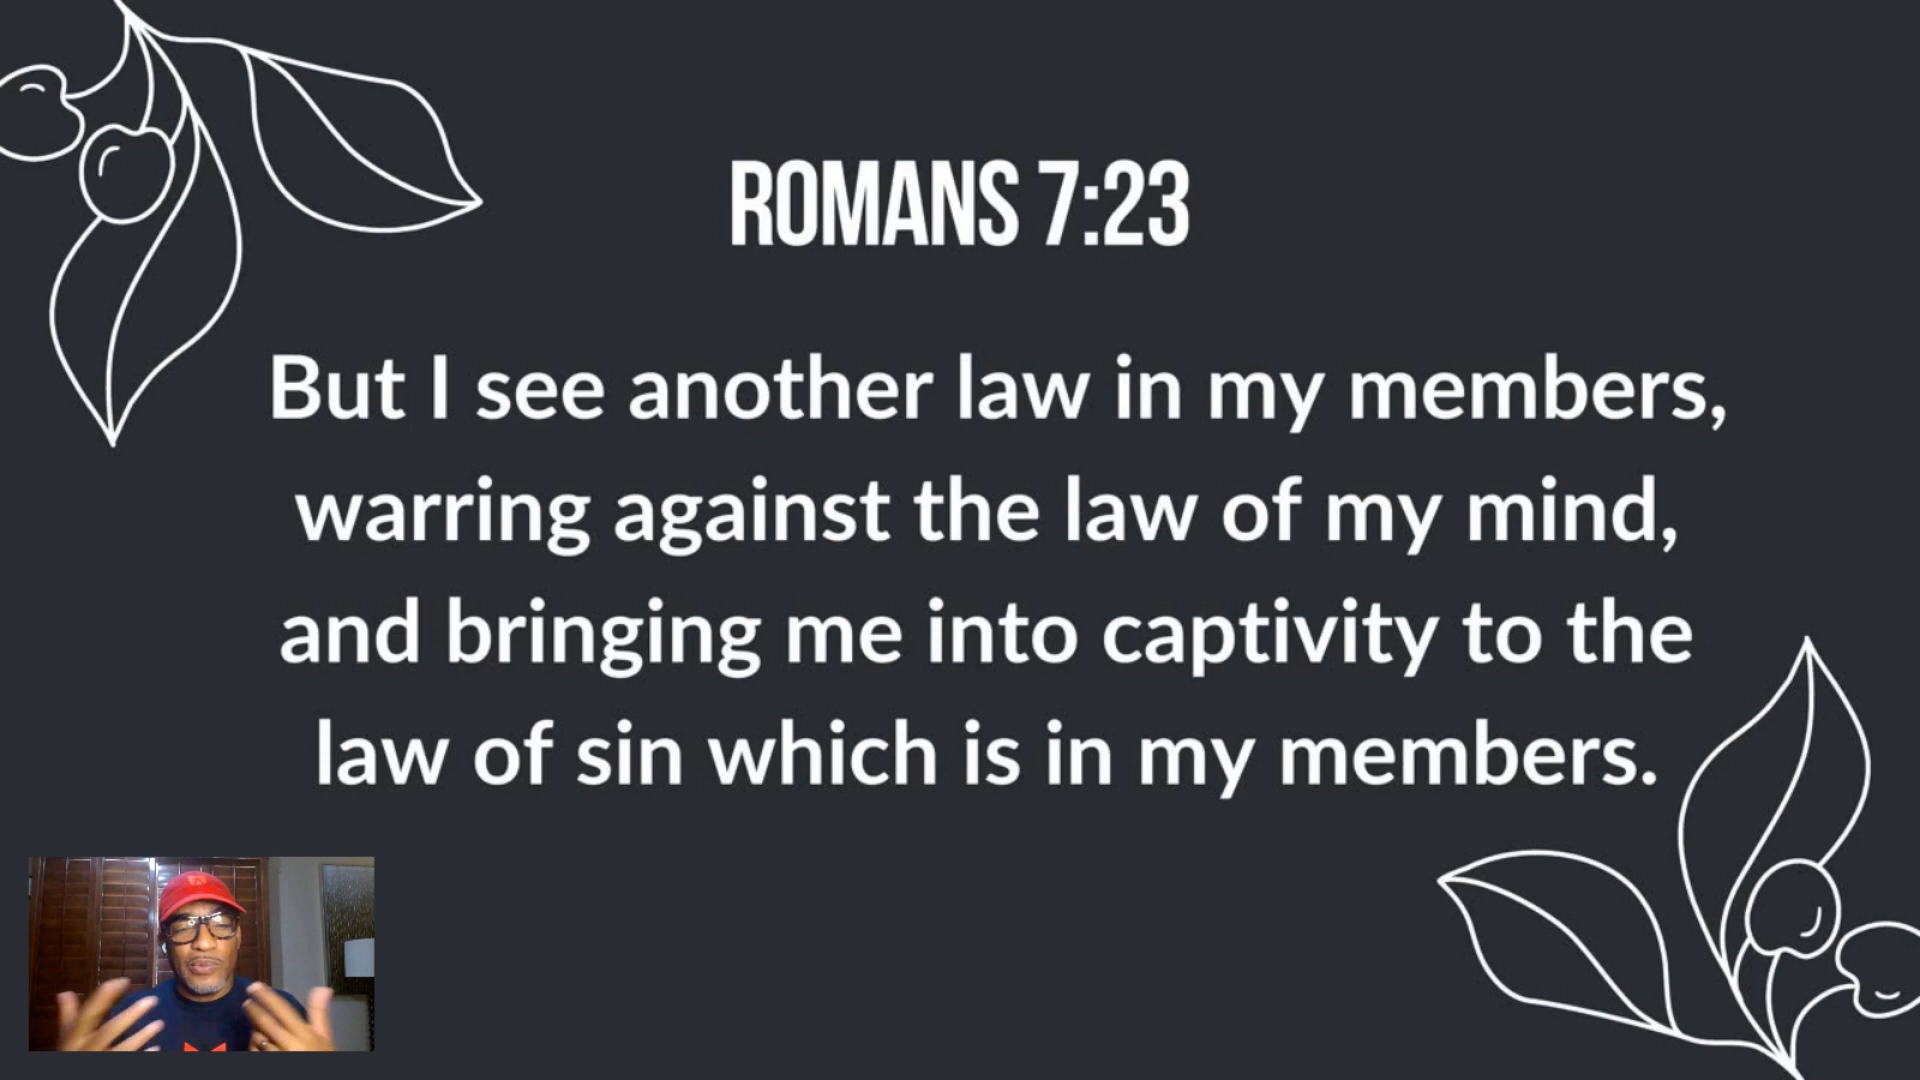 ROMANS 7:23
But I see another law in my members,
warring against the law of my mind,
and bringing me into captivity to the
law of sin which is in my members.